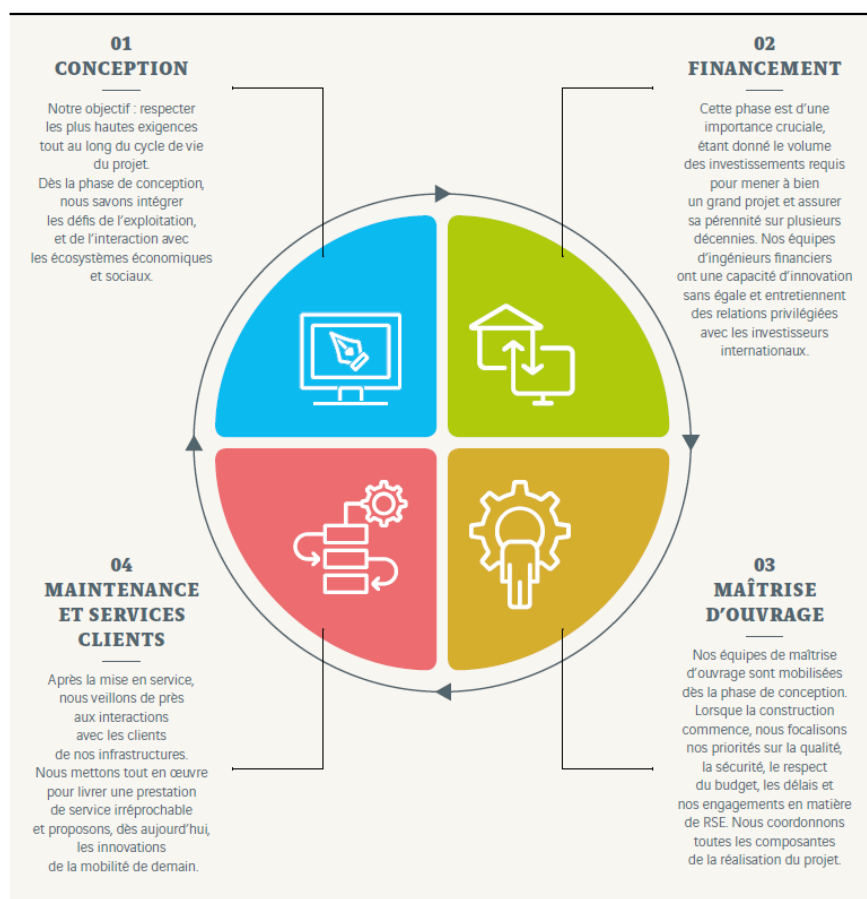 01
CONCEPTION
Notre objectif : respecter
les plus hautes exigences
tout au long du cycle de vie
du projet.
Dès la phase de conception,
nous savons intégrer
les défis de l'exploitation,
et de l'interaction avec
les écosystèmes économiques
et sociaux.
02
FINANCEMENT
Cette phase est d'une
importance cruciale,
étant donné le volume
des investissements requis
pour mener à bien
un grand projet et assurer
sa pérennité sur plusieurs
décennies. Nos équipes
d'ingénieurs financiers
ont une capacité d'innovation
sans égale et entretiennent
des relations privilégiées
avec les investisseurs
internationaux.
03
MAÎTRISE
D'OUVRAGE
Nos équipes de maîtrise
d'ouvrage sont mobilisées
dès la phase de conception.
Lorsque la construction
commence, nous focalisons
nos priorités sur la qualité,
la sécurité, le respect
du budget, les délais et
nos engagements en matière
de RSE. Nous coordonnons
toutes les composantes
de la réalisation du projet.
04
MAINTENANCE
ET SERVICES
CLIENTS
Après la mise en service,
nous veillons de près
aux interactions
avec les clients
de nos infrastructures.
Nous mettons tout en œuvre
pour livrer une prestation
de service irréprochable
et proposons, dès aujourd'hui,
les innovations
de la mobilité de demain.